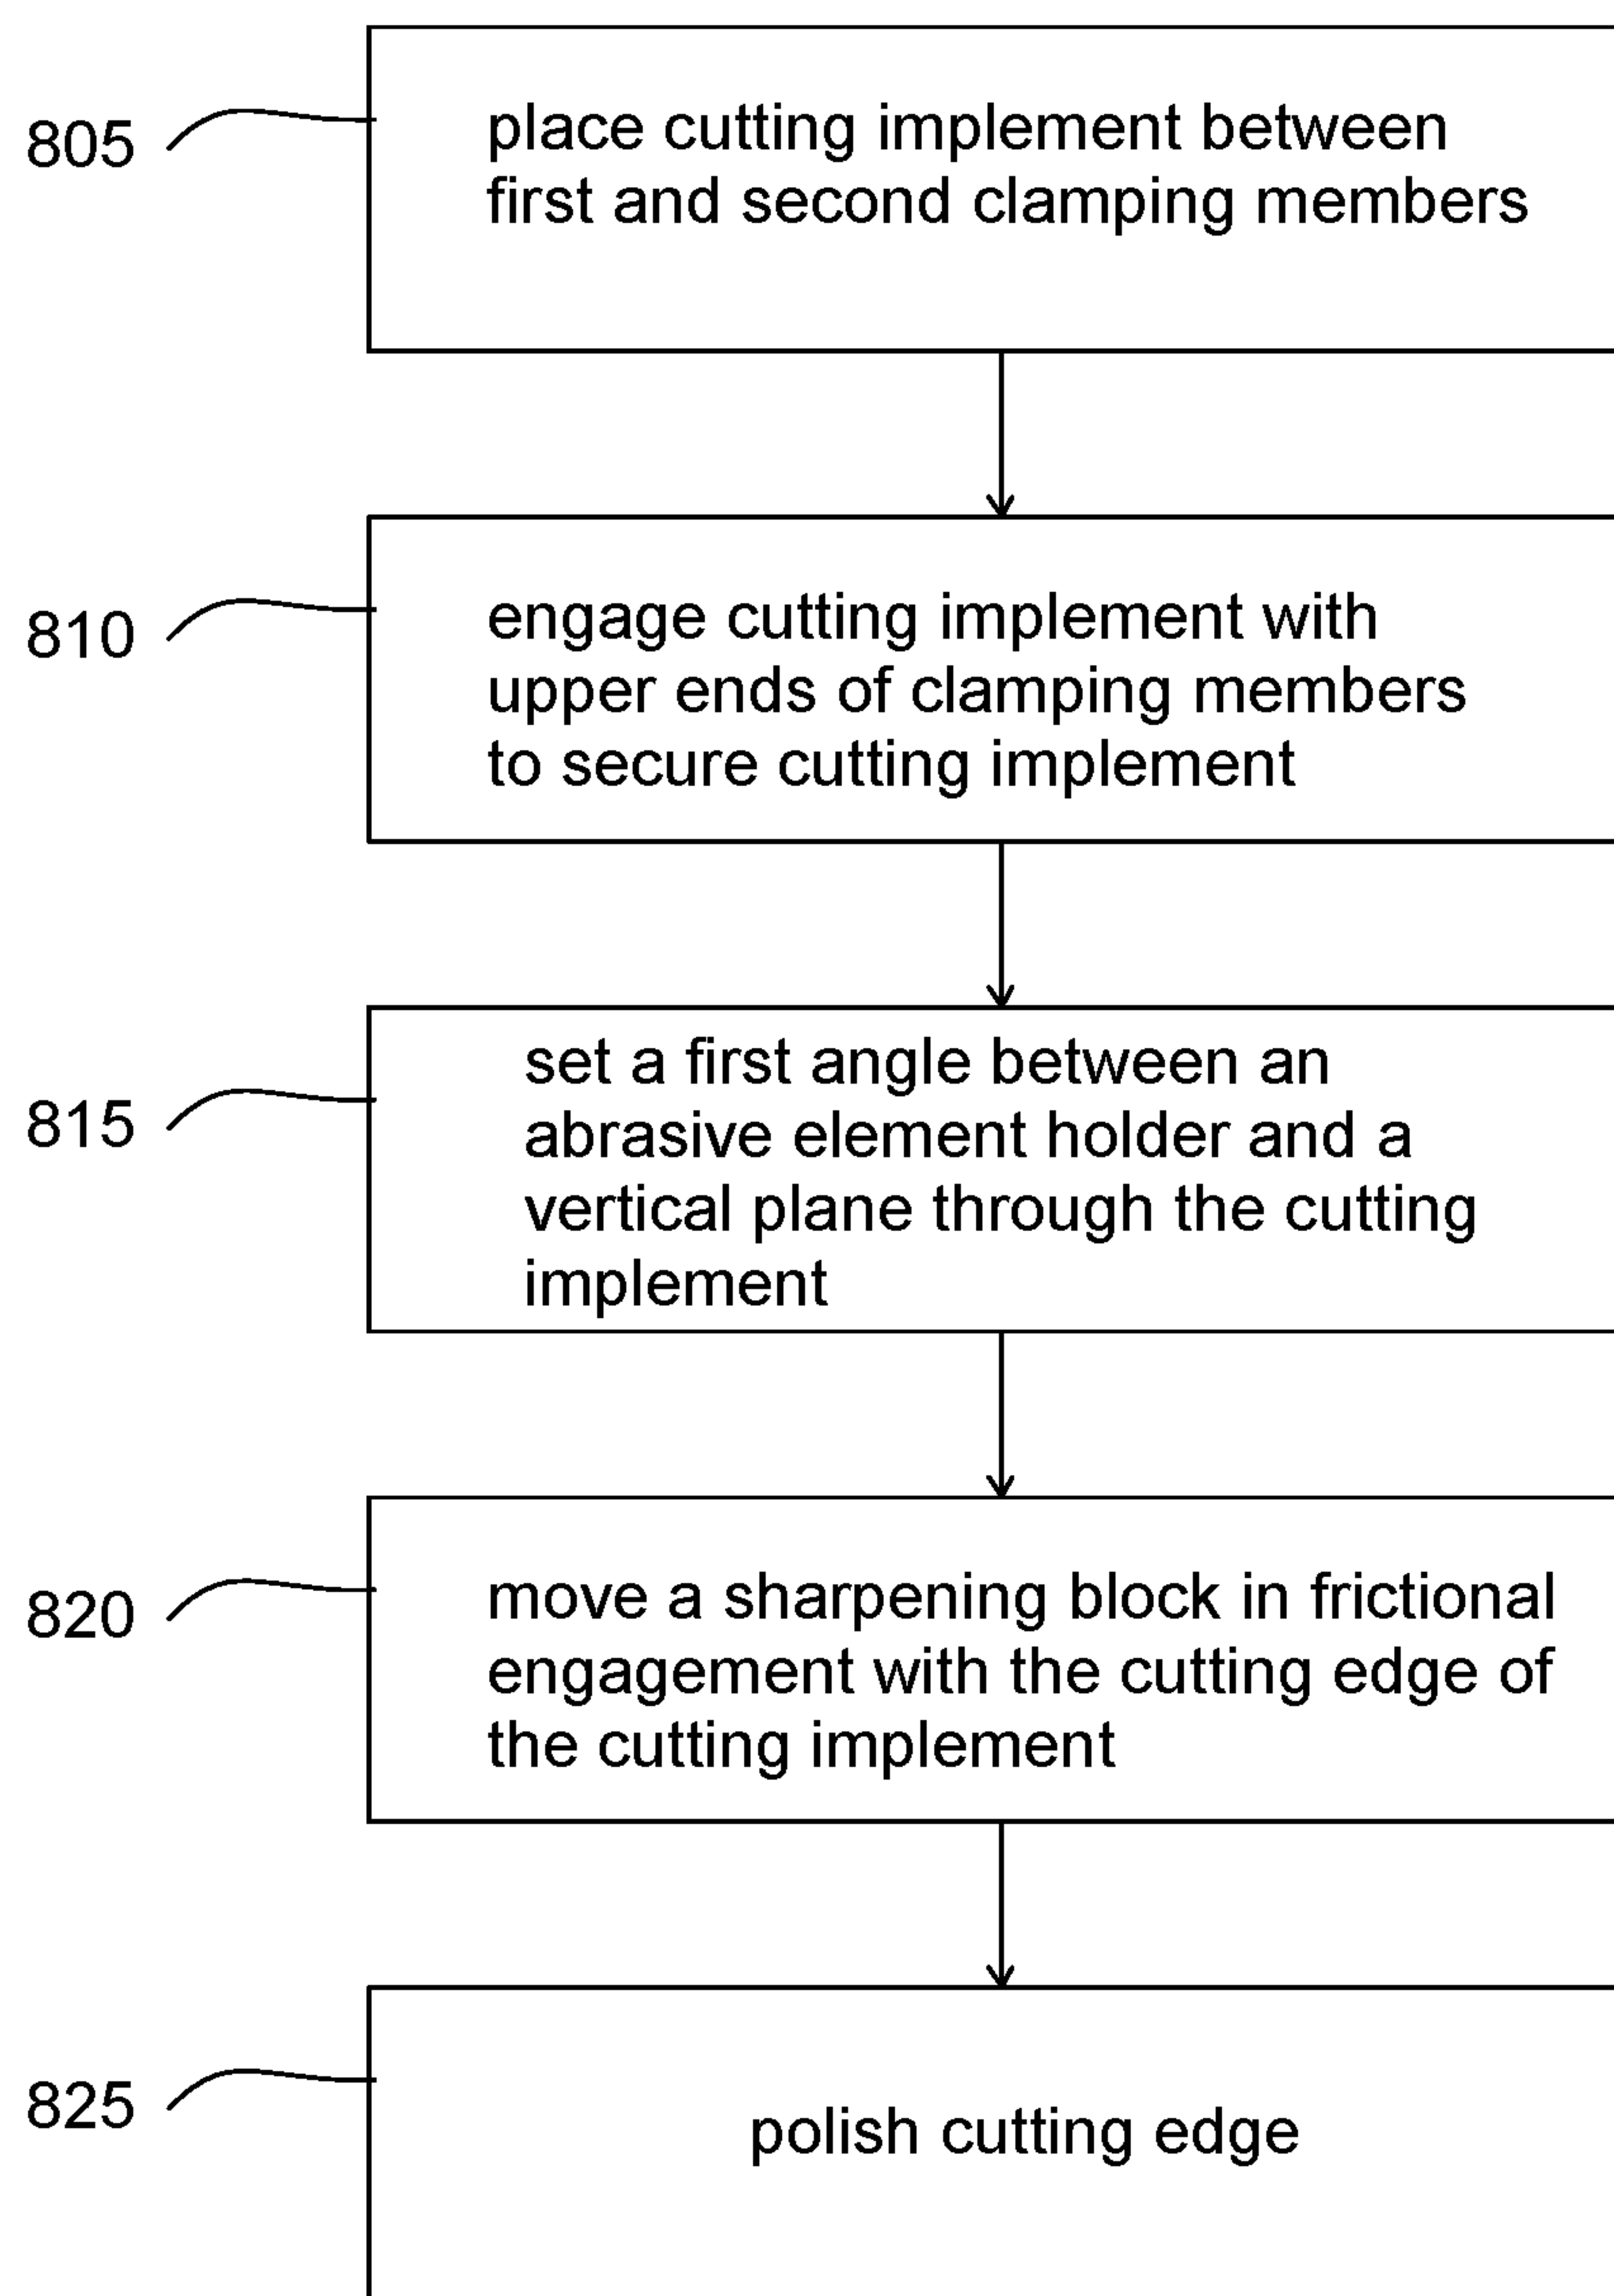 805
place cutting implement between
first and second clamping members
810
engage cutting implement with
upper ends of clamping members
to secure cutting implement
815
set a first angle between an
abrasive element holder and a
vertical plane through the cutting
implement
820
move a sharpening block in frictional
engagement with the cutting edge of
the cutting implement
825
polish cutting edge